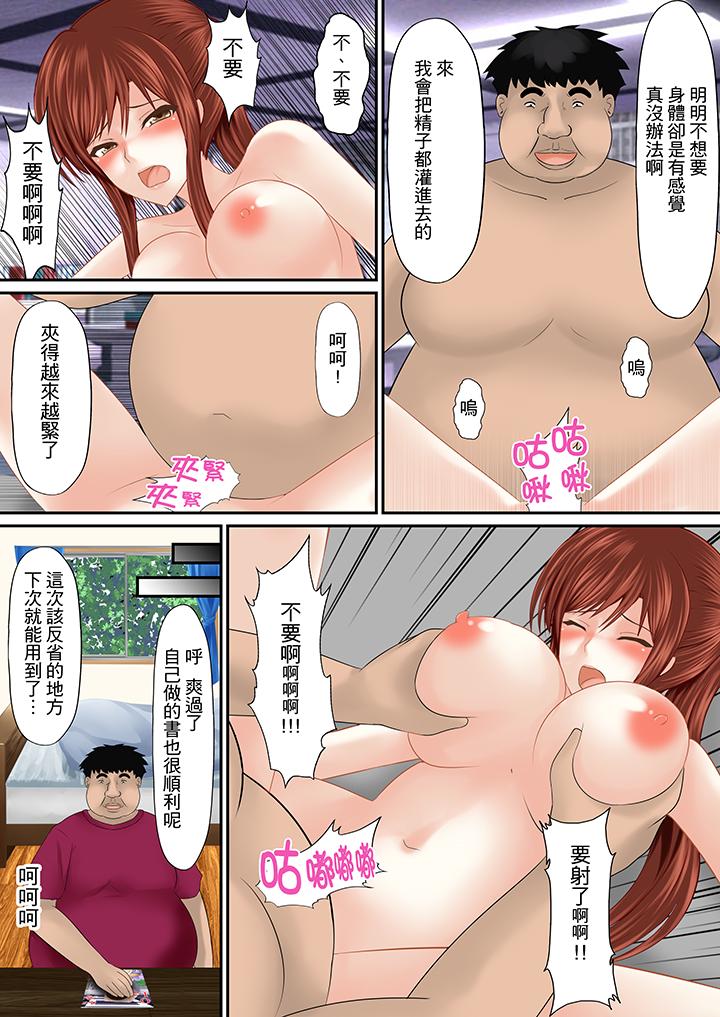 明明不想要
身體卻是有感覺
真沒辦法啊
來
我會把精子都灌進去的
嗚
嗚
咕啾
咕啾
不、不要
不要
不要啊啊啊
呵呵！
夾得越來越緊了
夾緊
夾緊
不要啊啊啊啊!!!
要射了啊啊!!
咕嘟嘟嘟
呼 爽過了
自己做的書也很順利呢
這次該反省的地方
下次就能用到了…
呵呵呵